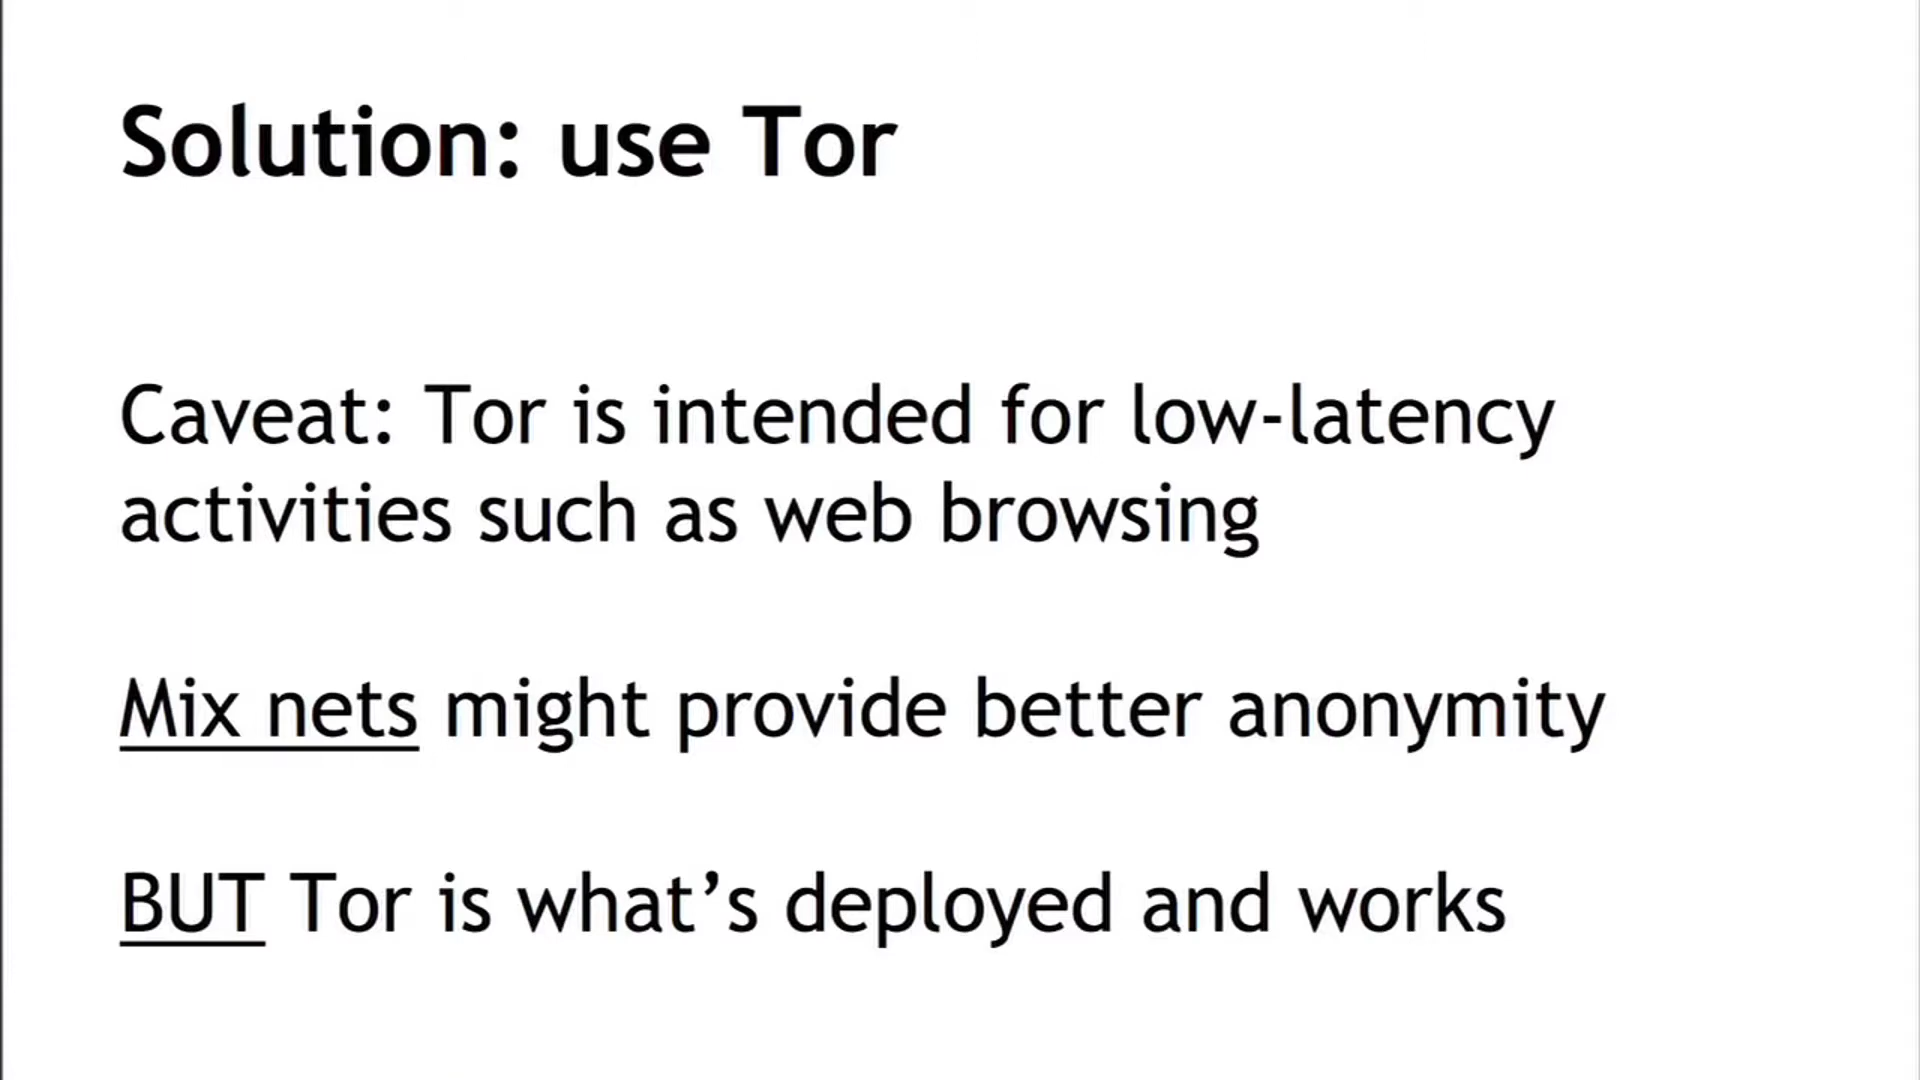 Solution: use Tor
Caveat: Tor is intended for low-latency
activities such as web browsing
Mix nets might provide better anonymity
BUT Tor is what’s deployed and works